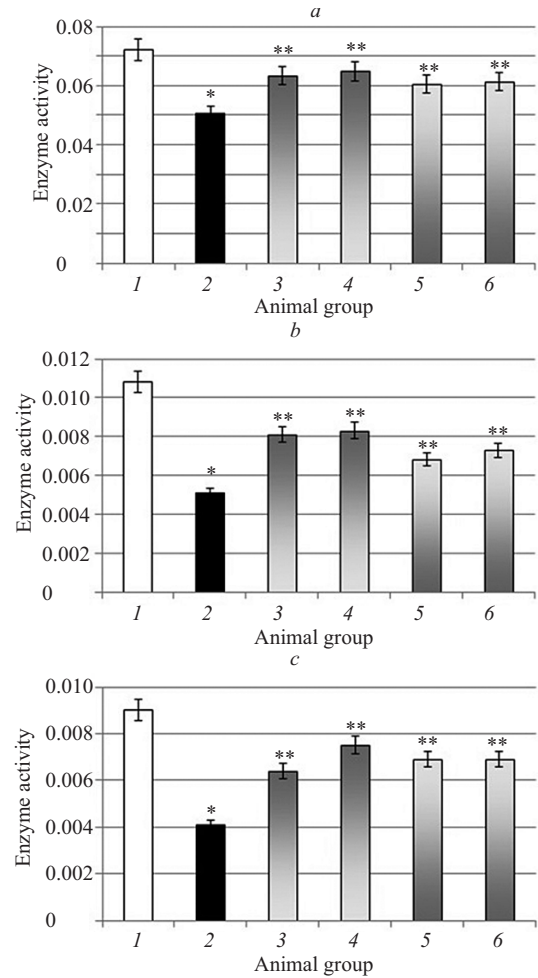 a
0.08
0.06
0.04
0.02
0
Enzyme activity
*
**
**
**
**
1 2 3 4 5 6
Animal group
b
0.012
0.010
0.008
0.006
0.004
0.002
0
Enzyme activity
*
**
**
**
**
1 2 3 4 5 6
Animal group
c
0.010
0.008
0.006
0.004
0.002
0
Enzyme activity
*
**
**
**
**
1 2 3 4 5 6
Animal group